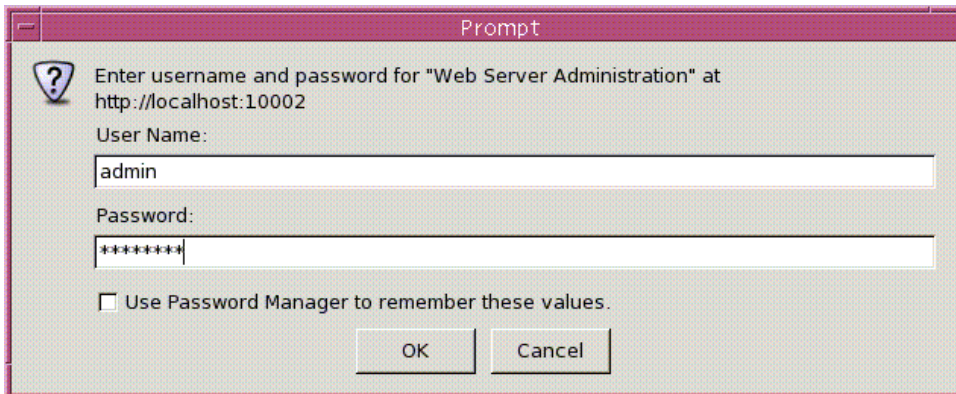 Prompt
Enter username and password for "Web Server Administration" at
http://localhost:10002
User Name:
admin
Password:
********
Use Password Manager to remember these values.
OK Cancel